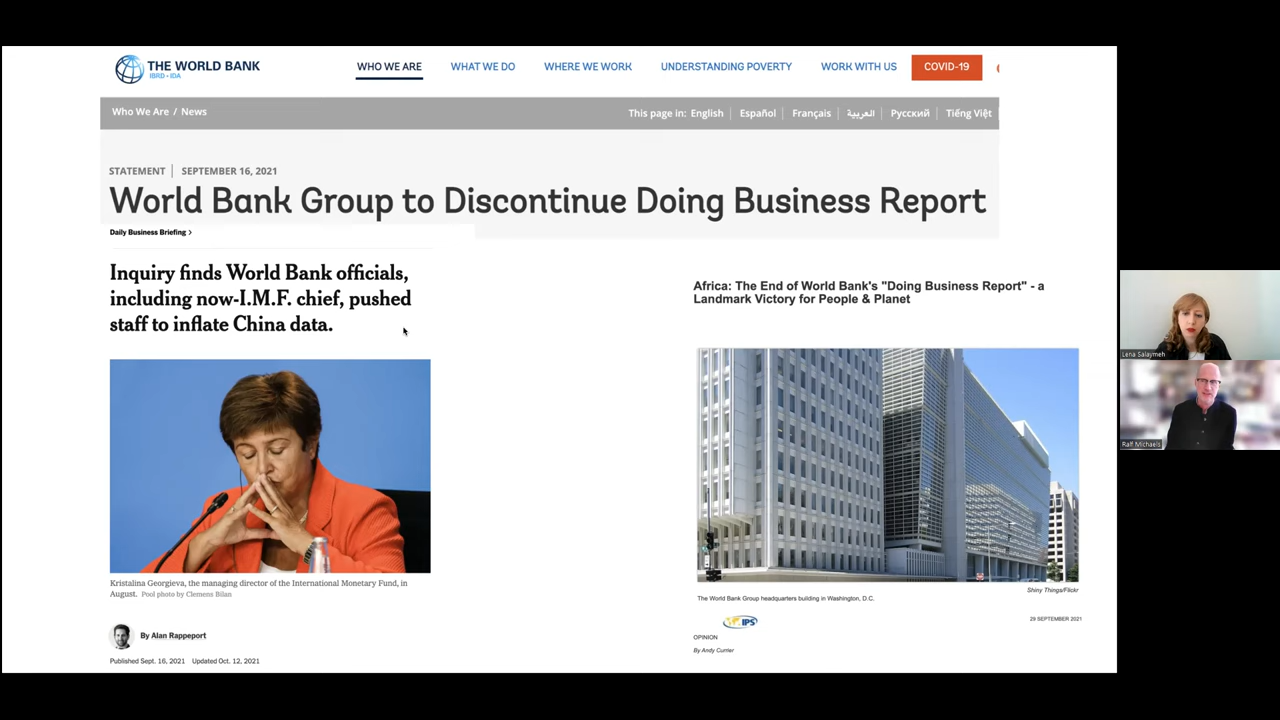 THE WORLD BANK
IBRD • IDA
WHO WE ARE
WHAT WE DO
WHERE WE WORK
UNDERSTANDING POVERTY
WORK WITH US
COVID-19
Who We Are / News
This page in: English | Español | Français | العربية | Русский | Tiếng Việt
STATEMENT | SEPTEMBER 16, 2021
World Bank Group to Discontinue Doing Business Report
Daily Business Briefing >
Inquiry finds World Bank officials,
including now-I.M.F. chief, pushed
staff to inflate China data.
Kristalina Georgieva, the managing director of the International Monetary Fund, in
August. Pool photo by Clemens Bilan
By Alan Rappeport
Published Sept. 16, 2021 Updated Oct. 12, 2021
Africa: The End of World Bank's "Doing Business Report" - a
Landmark Victory for People & Planet
Shiny Things/Flickr
The World Bank Group headquarters building in Washington, D.C.
IPS
29 SEPTEMBER 2021
OPINION
By Andy Currier
Lena Salaymeh
Ralf Michaels